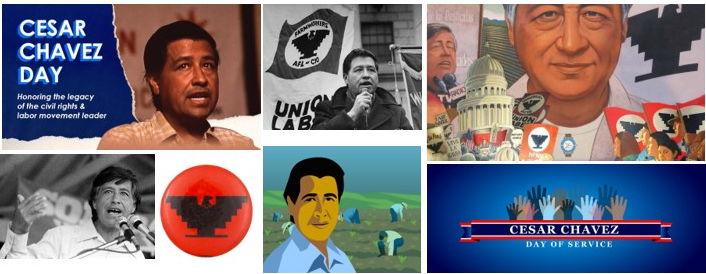 CESAR
CHAVEZ
DAY
Honoring the legacy
of the civil rights &
labor movement leader
FARMWORKERS
AFL-CIO
UNION
LAB
CESAR CHAVEZ
DAY OF SERVICE